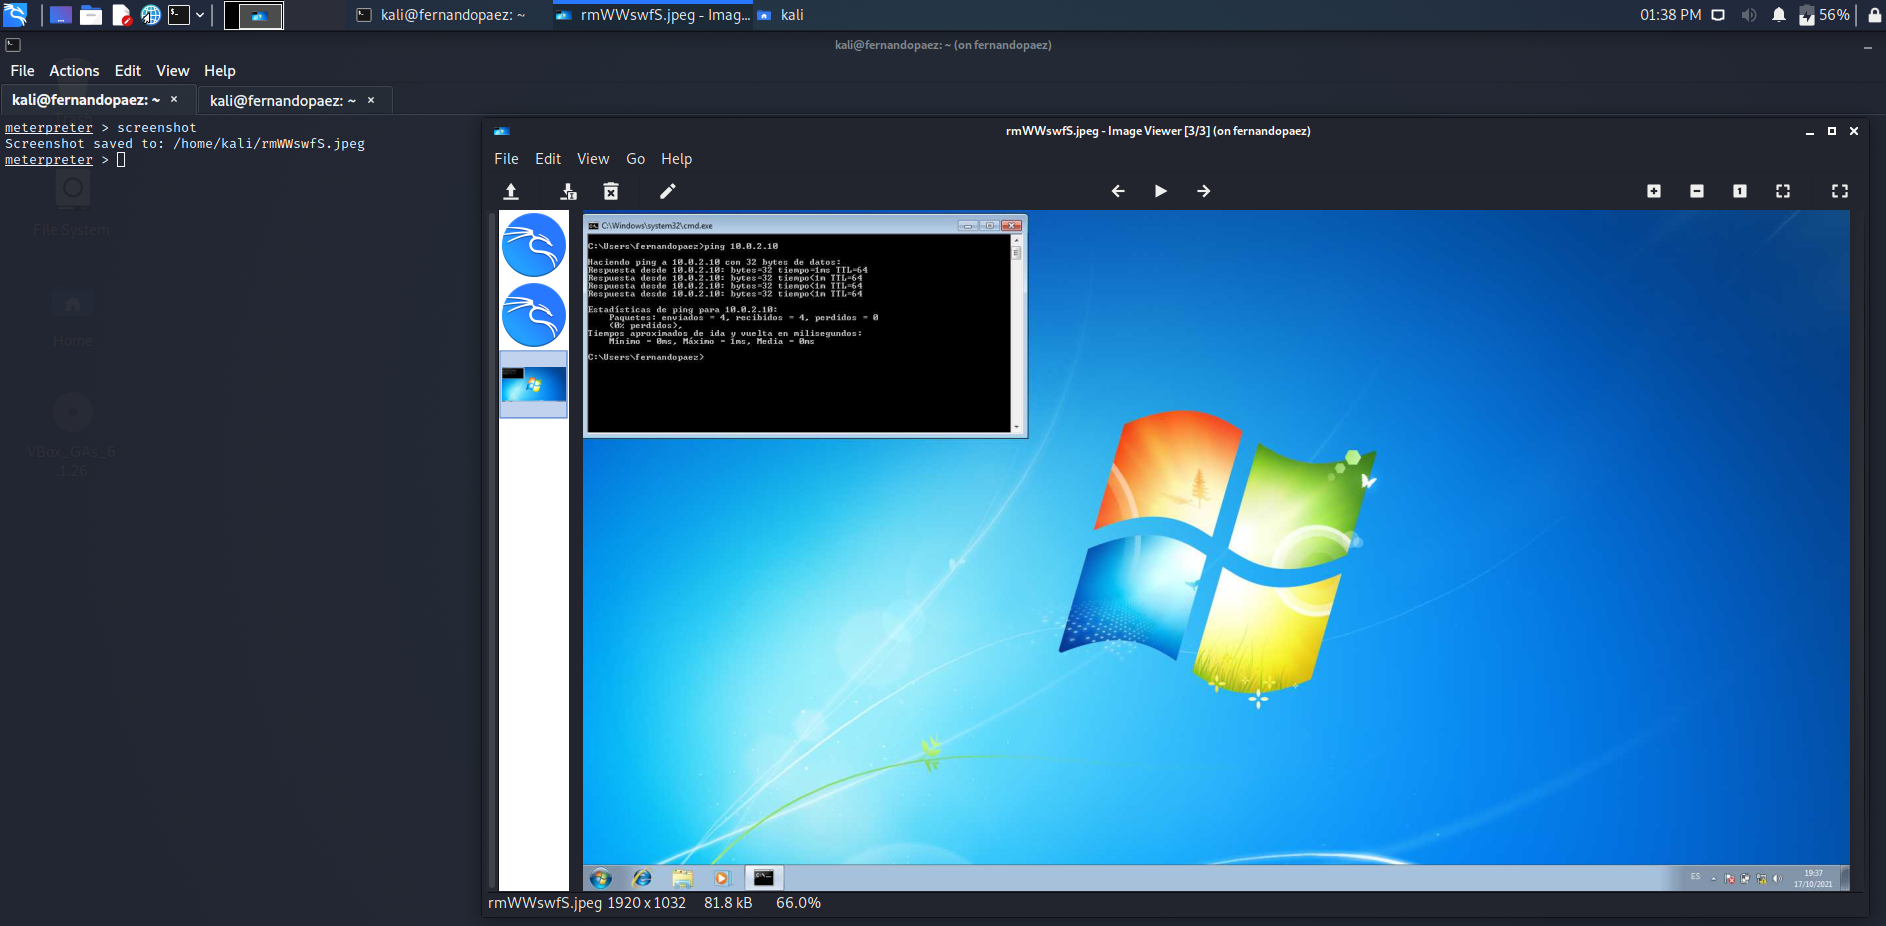 kali@fernandopaez: ~
rmWWswfS.jpeg - Imag...
kali
01:38 PM
56%
kali@fernandopaez: ~ (on fernandopaez)
File Actions Edit View Help
kali@fernandopaez: ~ ×
kali@fernandopaez: ~ ×
meterpreter > screenshot
Screenshot saved to: /home/kali/rmWWswfS.jpeg
meterpreter >
File System
Home
VBox_GAs_6
.1.26
rmWWswfS.jpeg - Image Viewer [3/3] (on fernandopaez)
File Edit View Go Help
C:\Windows\system32\cmd.exe
C:\Users\fernandopaez>ping 10.0.2.10
Haciendo ping a 10.0.2.10 con 32 bytes de datos:
Respuesta desde 10.0.2.10: bytes=32 tiempo=1ms TTL=64
Respuesta desde 10.0.2.10: bytes=32 tiempo<1m TTL=64
Respuesta desde 10.0.2.10: bytes=32 tiempo<1m TTL=64
Respuesta desde 10.0.2.10: bytes=32 tiempo<1m TTL=64
Estadísticas de ping para 10.0.2.10:
Paquetes: enviados = 4, recibidos = 4, perdidos = 0
(0% perdidos),
Tiempos aproximados de ida y vuelta en milisegundos:
Mínimo = 0ms, Máximo = 1ms, Media = 0ms
C:\Users\fernandopaez>
ES
19:37
17/10/2021
rmWWswfS.jpeg 1920 x 1032 81.8 kB 66.0%